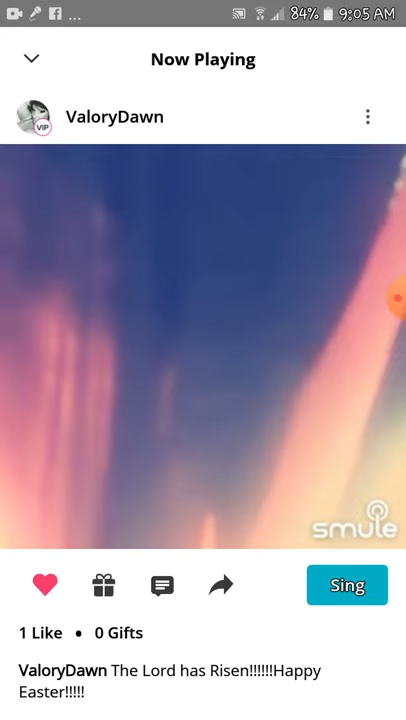 ... 84% 9:05 AM
Now Playing
ValoryDawn
VIP
smule
Sing
1 Like • 0 Gifts
ValoryDawn The Lord has Risen!!!!!!Happy
Easter!!!!!